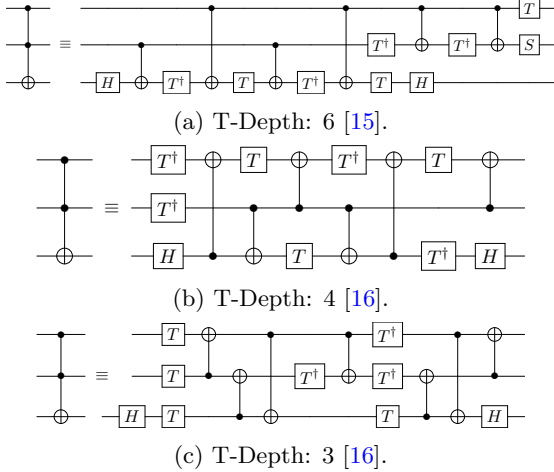 T
≡ T† T† S
H T† T T† T H
(a) T-Depth: 6 [15].
T† T T† T
≡ T†
H T T† H
(b) T-Depth: 4 [16].
T T†
≡ T T† T†
H T T H
(c) T-Depth: 3 [16].